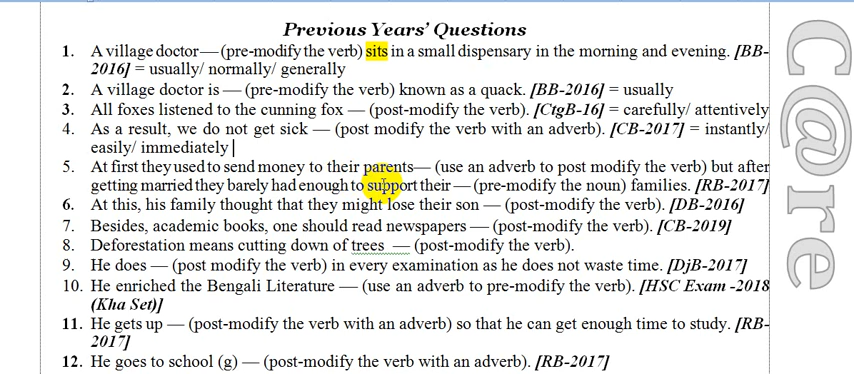 Previous Years' Questions
1. A village doctor— (pre-modify the verb) sits in a small dispensary in the morning and evening. [BB-
2016] = usually/ normally/ generally
2. A village doctor is — (pre-modify the verb) known as a quack. [BB-2016] = usually
3. All foxes listened to the cunning fox — (post-modify the verb). [CtgB-16] = carefully/ attentively
4. As a result, we do not get sick — (post modify the verb with an adverb). [CB-2017] = instantly/
easily/ immediately
5. At first they used to send money to their parents— (use an adverb to post modify the verb) but after
getting married they barely had enough to support their — (pre-modify the noun) families. [RB-2017]
6. At this, his family thought that they might lose their son — (post-modify the verb). [DB-2016]
7. Besides, academic books, one should read newspapers — (post-modify the verb). [CB-2019]
8. Deforestation means cutting down of trees — (post-modify the verb).
9. He does — (post modify the verb) in every examination as he does not waste time. [DjB-2017]
10. He enriched the Bengali Literature — (use an adverb to pre-modify the verb). [HSC Exam -2018
(Kha Set)]
11. He gets up — (post-modify the verb with an adverb) so that he can get enough time to study. [RB-
2017]
12. He goes to school (g) — (post-modify the verb with an adverb). [RB-2017]
C@re